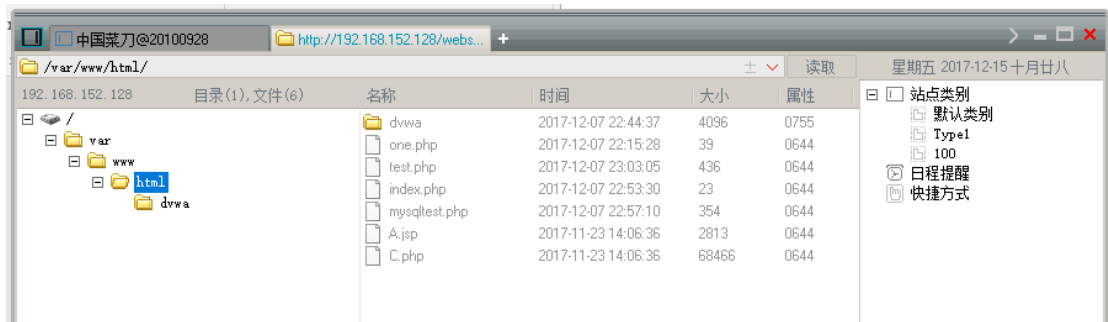 中国菜刀@20100928 http://192.168.152.128/webs... +
/var/www/html/ 读取 星期五 2017-12-15 十月廿八
192.168.152.128 目录(1),文件(6) 名称 时间 大小 属性
/
var
www
html
dvwa
dvwa 2017-12-07 22:44:37 4096 0755
one.php 2017-12-07 22:15:28 39 0644
test.php 2017-12-07 23:03:05 436 0644
index.php 2017-12-07 22:53:30 23 0644
mysqltest.php 2017-12-07 22:57:10 354 0644
A.jsp 2017-11-23 14:06:36 2813 0644
C.php 2017-11-23 14:06:36 68466 0644
站点类别
默认类别
Type1
100
日程提醒
快捷方式